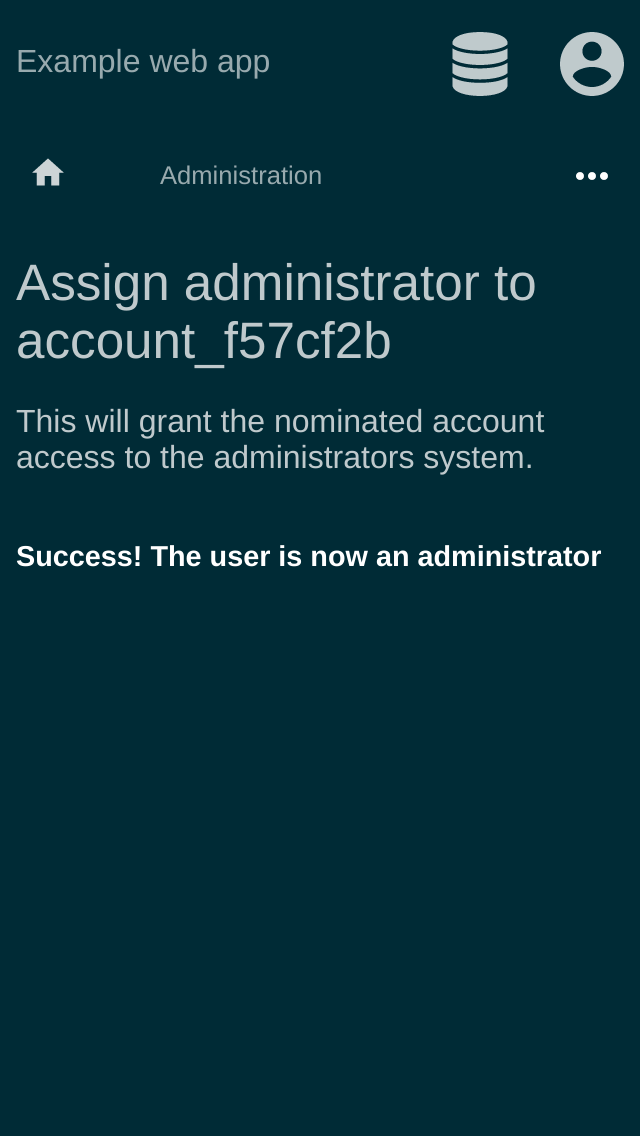 Example web app
Administration
Assign administrator to
account_f57cf2b
This will grant the nominated account
access to the administrators system.
Success! The user is now an administrator